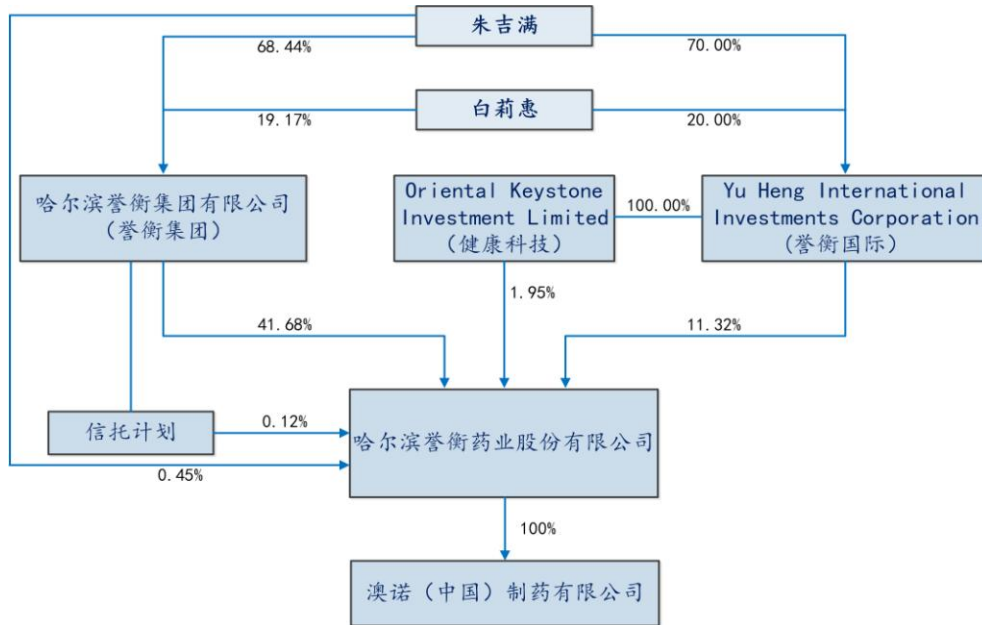 朱吉满
68.44%
70.00%
白莉惠
19.17%
20.00%
哈尔滨誉衡集团有限公司
（誉衡集团）
Oriental Keystone
Investment Limited
（健康科技）
100.00%
Yu Heng International
Investments Corporation
（誉衡国际）
1.95%
41.68%
11.32%
信托计划
0.12%
哈尔滨誉衡药业股份有限公司
0.45%
100%
澳诺（中国）制药有限公司